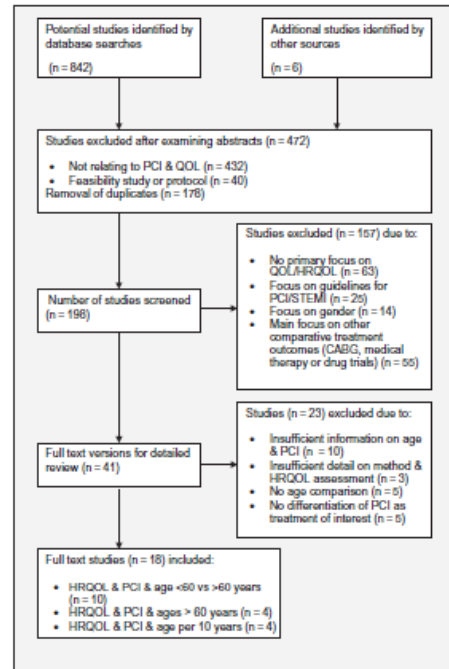 Potential studies identified by
database searches
(n = 842)
Additional studies identified by
other sources
(n = 6)
Studies excluded after examining abstracts (n = 472)
• Not relating to PCI & QOL (n = 432)
• Feasibility study or protocol (n = 40)
Removal of duplicates (n = 178)
Studies excluded (n = 157) due to:
• No primary focus on
QOL/HRQOL (n = 63)
• Focus on guidelines for
PCI/STEMI (n = 25)
• Focus on gender (n = 14)
• Main focus on other
comparative treatment
outcomes (CABG, medical
therapy or drug trials) (n = 55)
Number of studies screened
(n = 198)
Studies (n = 23) excluded due to:
• Insufficient information on age
& PCI (n = 10)
• Insufficient detail on method &
HRQOL assessment (n = 3)
• No age comparison (n = 5)
• No differentiation of PCI as
treatment of interest (n = 5)
Full text versions for detailed
review (n = 41)
Full text studies (n = 18) included:
• HRQOL & PCI & age <60 vs >60 years
(n = 10)
• HRQOL & PCI & ages > 60 years (n = 4)
• HRQOL & PCI & age per 10 years (n = 4)